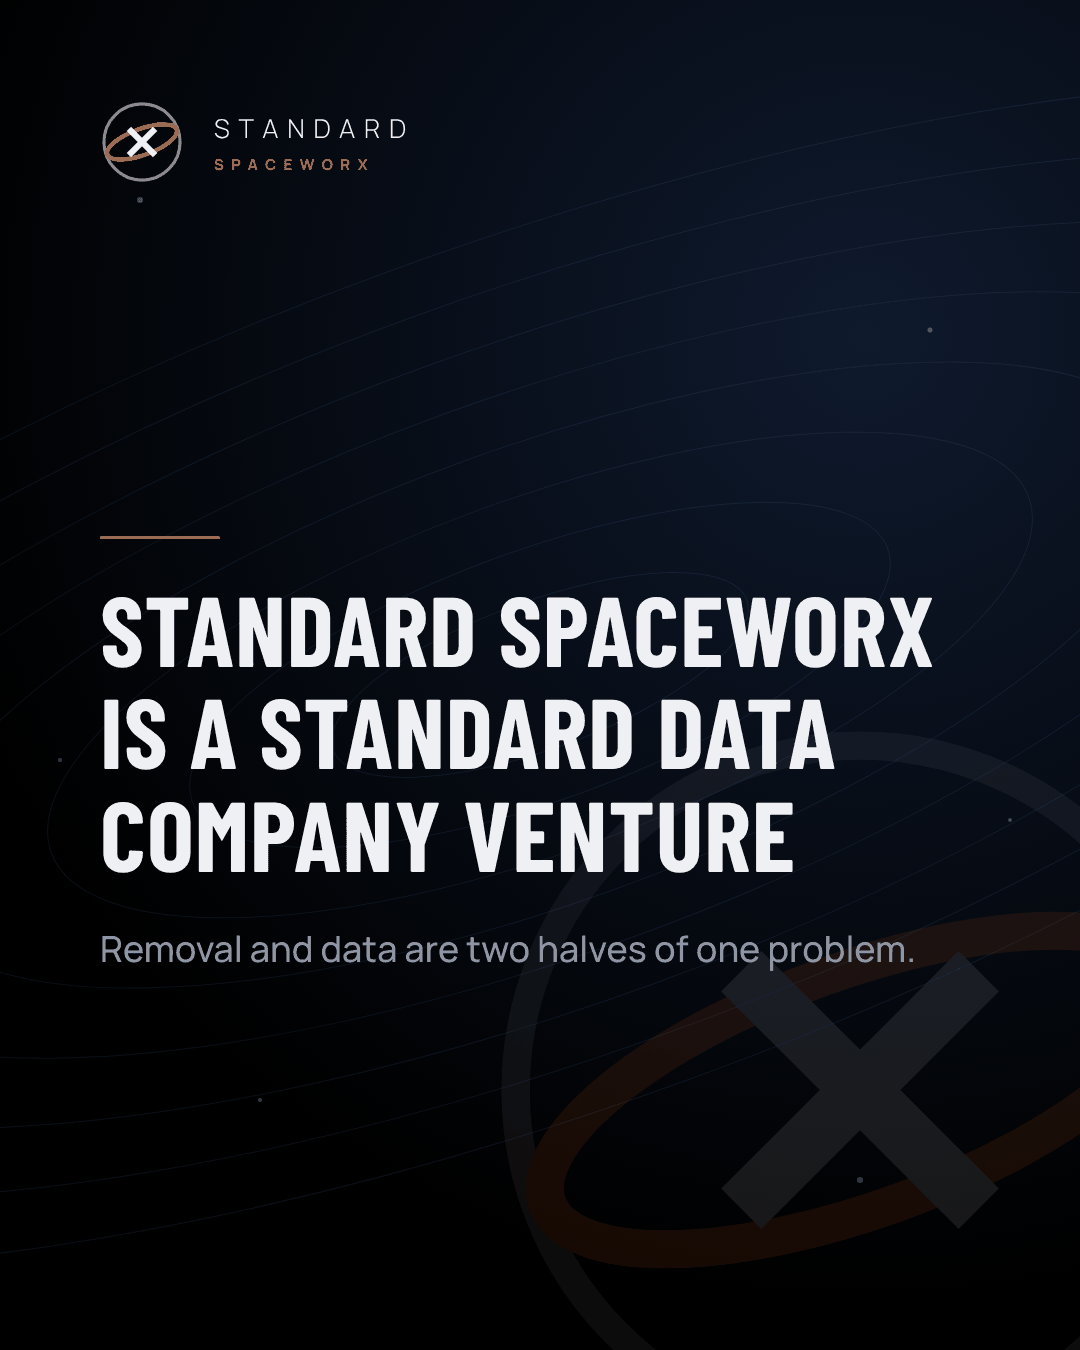 STANDARD
SPACEWORX
STANDARD SPACEWORX
IS A STANDARD DATA
COMPANY VENTURE
Removal and data are two halves of one problem.